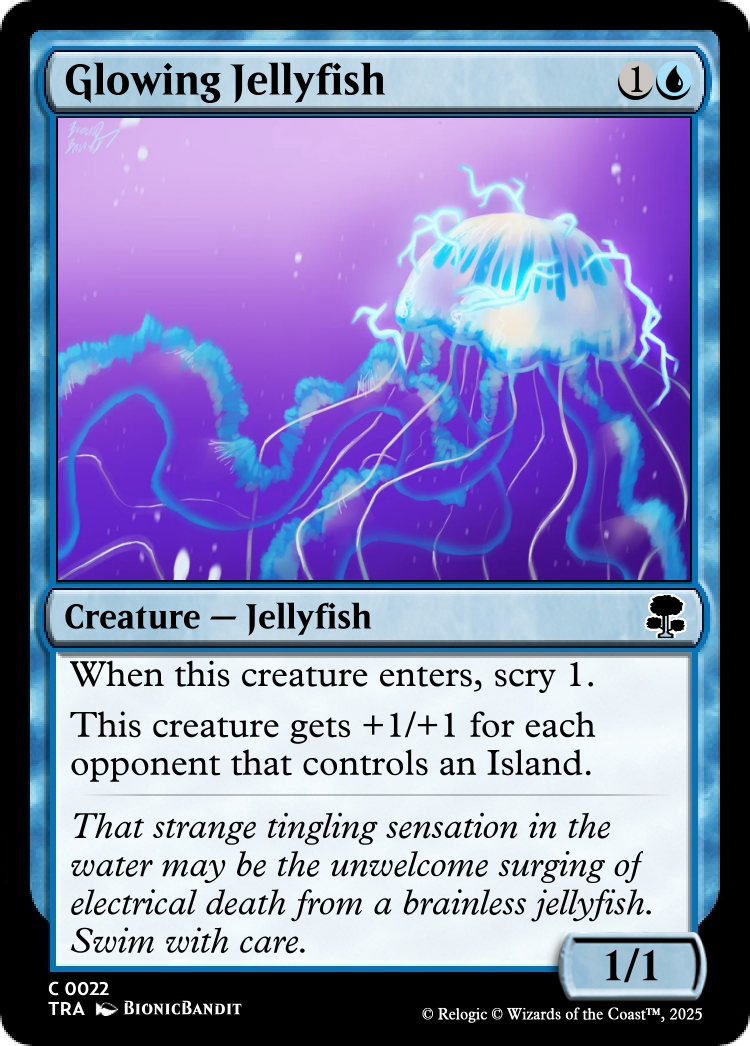 Glowing Jellyfish 1
Creature — Jellyfish
When this creature enters, scry 1.
This creature gets +1/+1 for each
opponent that controls an Island.
That strange tingling sensation in the
water may be the unwelcome surging of
electrical death from a brainless jellyfish.
Swim with care.
1/1
C 0022
TRA BIONICBANDIT
© Relogic © Wizards of the Coast™, 2025